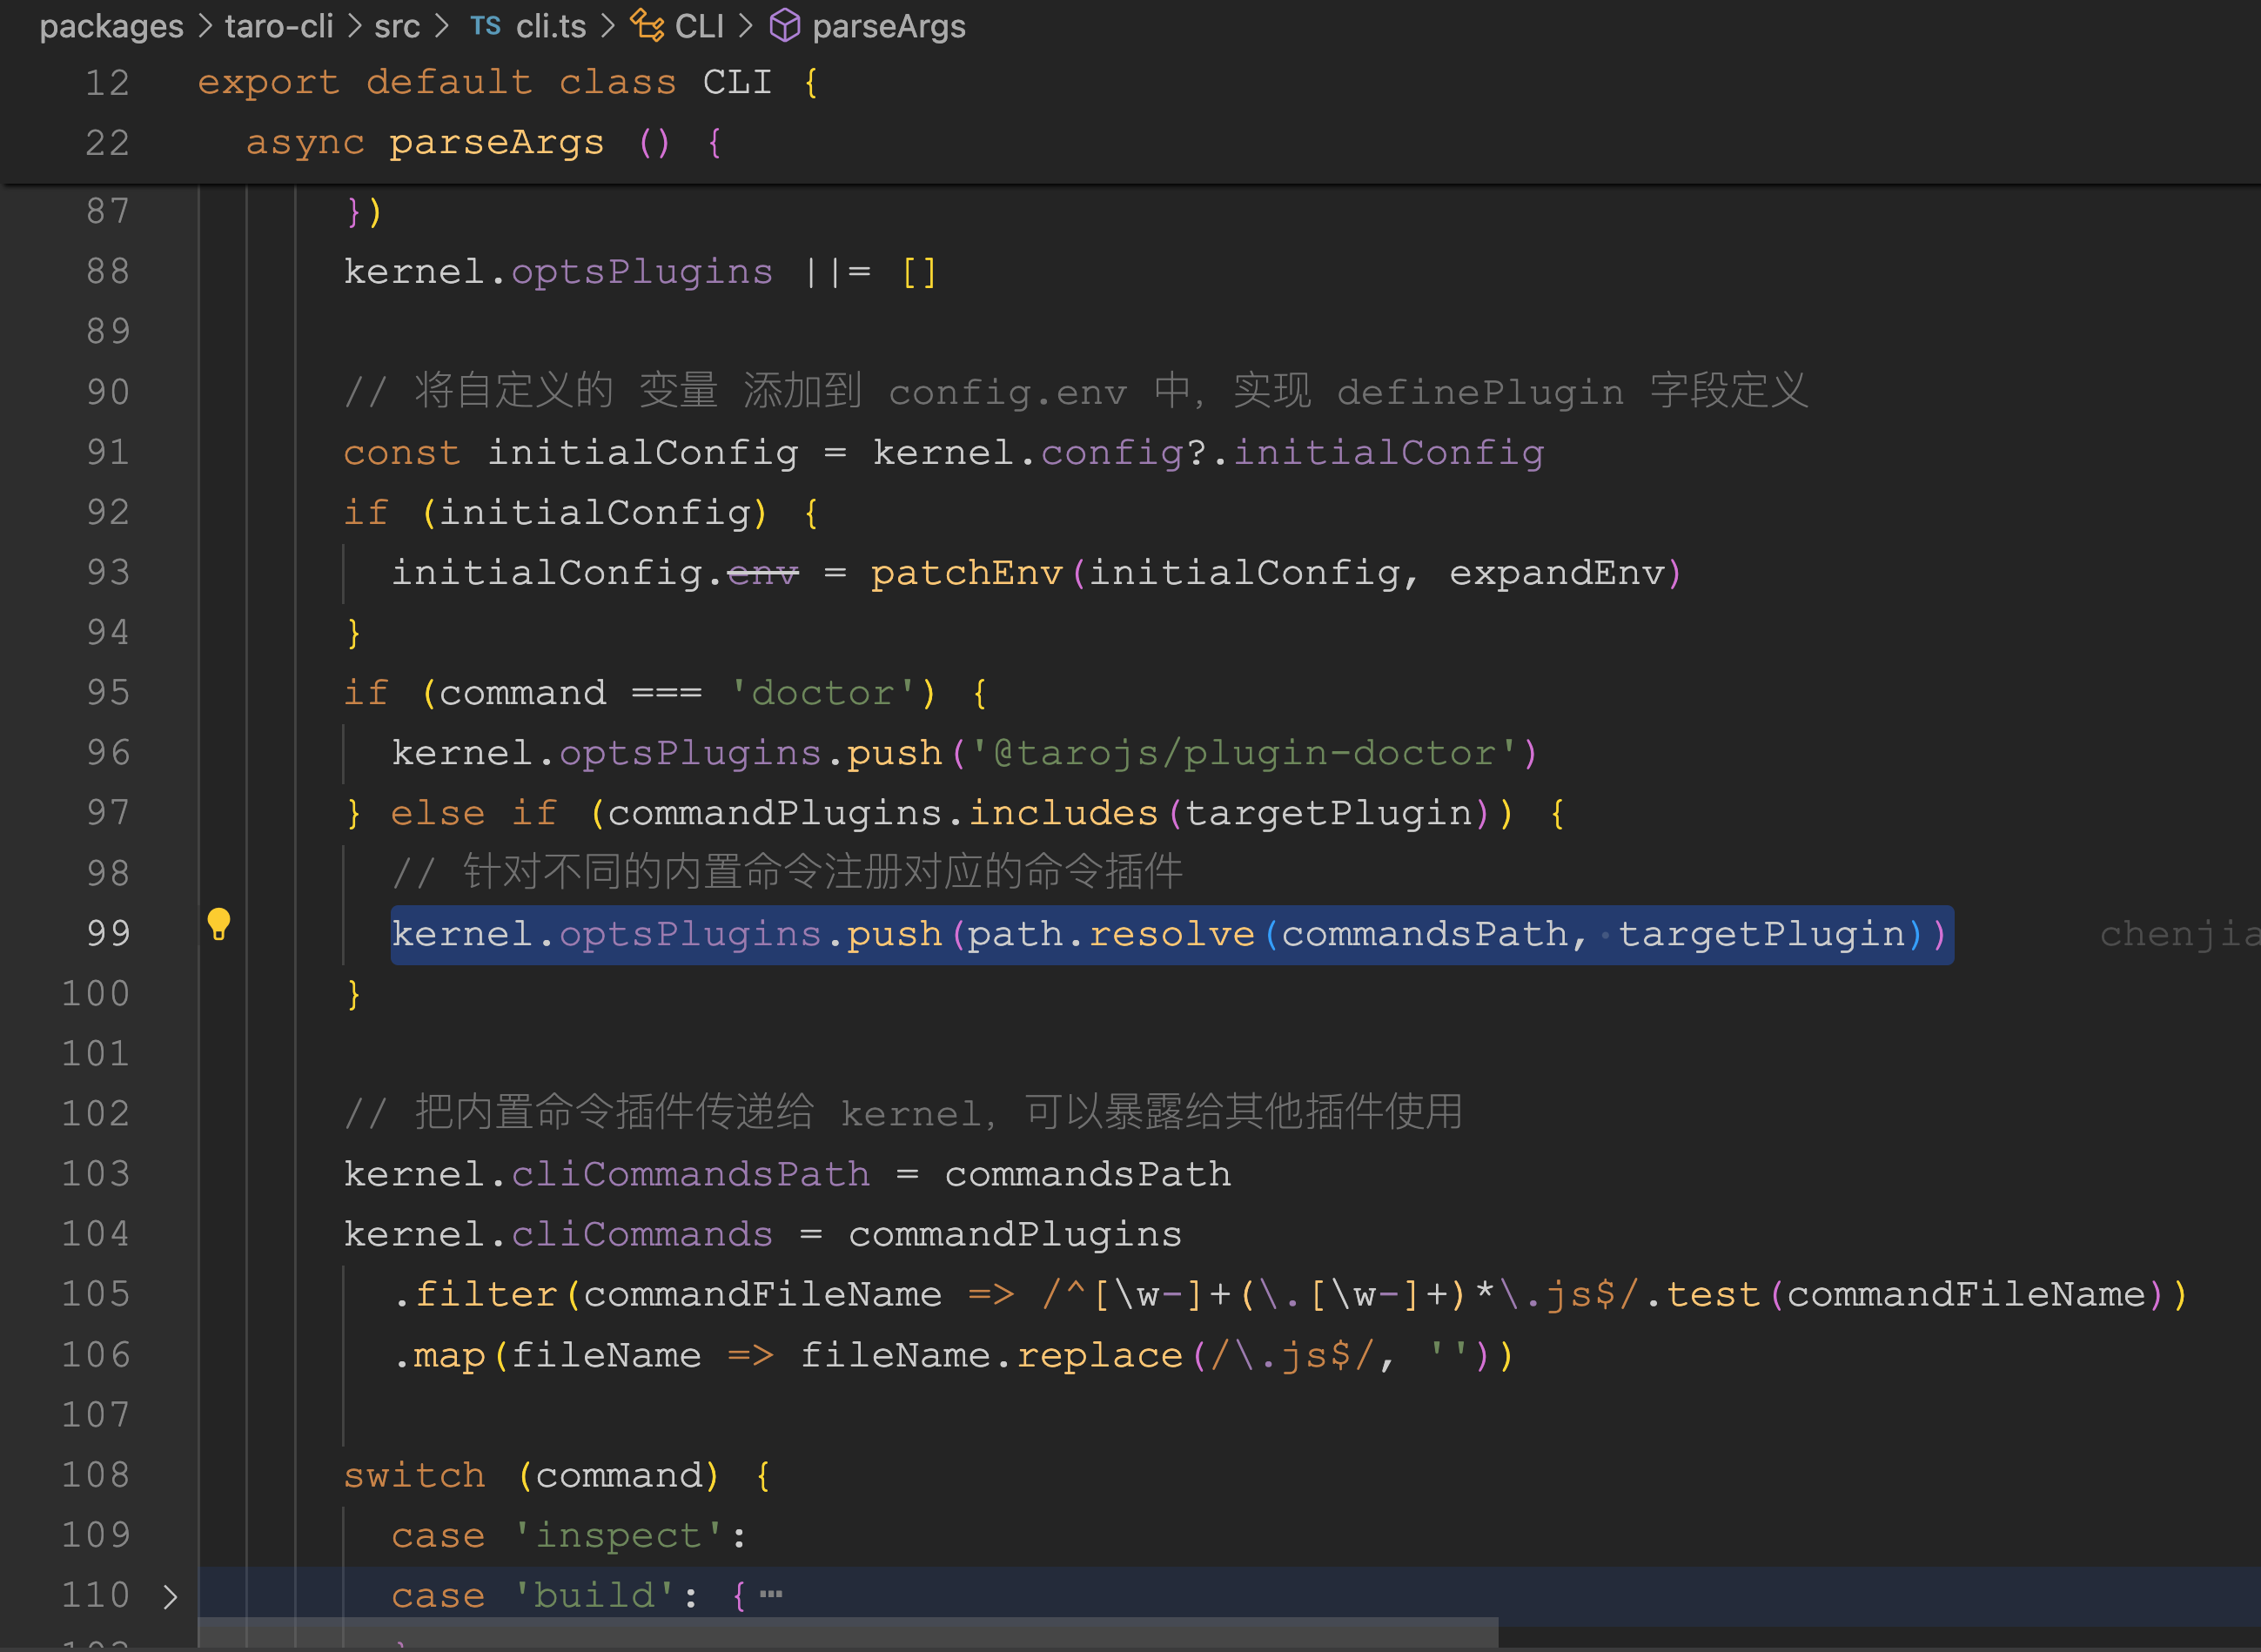 packages > taro-cli > src > TS cli.ts > CLI > parseArgs
12 export default class CLI {
22 async parseArgs () {
87 })
88 kernel.optsPlugins ||= []
89
90 // 将自定义的 变量 添加到 config.env 中，实现 definePlugin 字段定义
91 const initialConfig = kernel.config?.initialConfig
92 if (initialConfig) {
93 initialConfig.env = patchEnv(initialConfig, expandEnv)
94 }
95 if (command === 'doctor') {
96 kernel.optsPlugins.push('@tarojs/plugin-doctor')
97 } else if (commandPlugins.includes(targetPlugin)) {
98 // 针对不同的内置命令注册对应的命令插件
99 kernel.optsPlugins.push(path.resolve(commandsPath, targetPlugin)) chenjia
100 }
101
102 // 把内置命令插件传递给 kernel，可以暴露给其他插件使用
103 kernel.cliCommandsPath = commandsPath
104 kernel.cliCommands = commandPlugins
105 .filter(commandFileName => /^[\w-]+(\.[\w-]+)*\.js$/.test(commandFileName))
106 .map(fileName => fileName.replace(/\.js$/, ''))
107
108 switch (command) {
109 case 'inspect':
110 case 'build': {